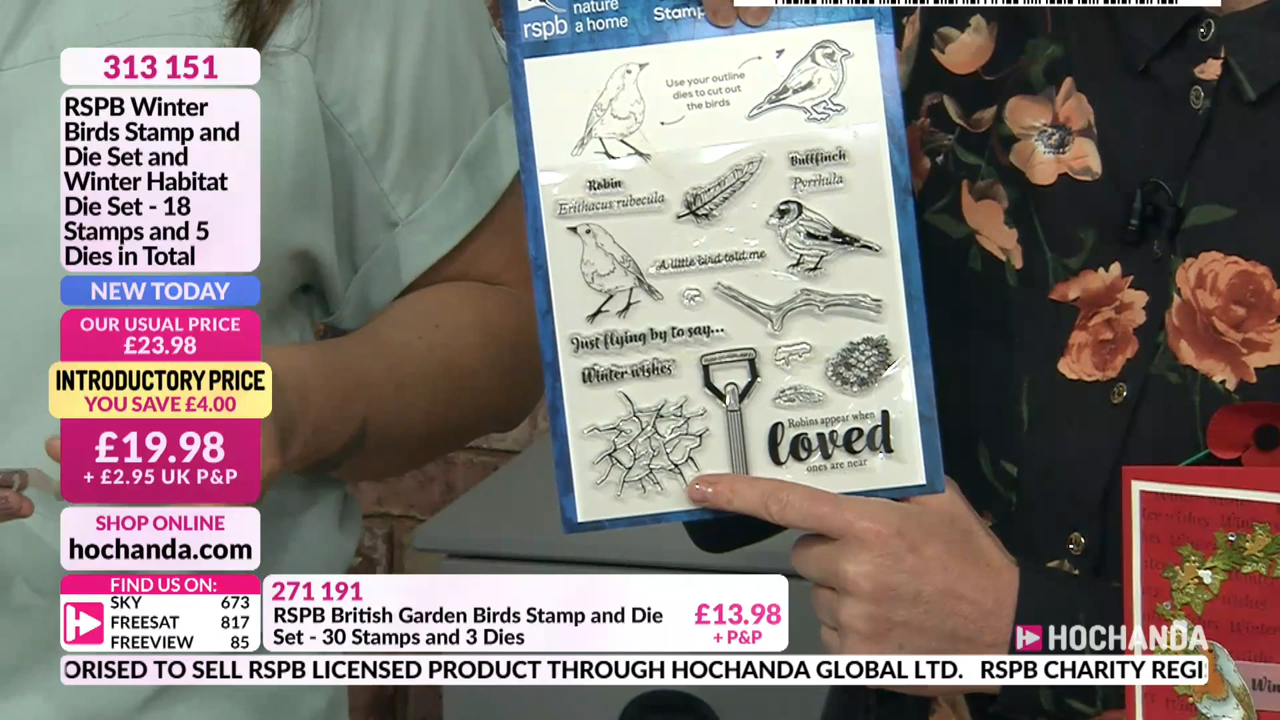 313 151
RSPB Winter
Birds Stamp and
Die Set and
Winter Habitat
Die Set - 18
Stamps and 5
Dies in Total
NEW TODAY
OUR USUAL PRICE
£23.98
INTRODUCTORY PRICE
YOU SAVE £4.00
£19.98
+ £2.95 UK P&P
SHOP ONLINE
hochanda.com
FIND US ON:
SKY 673
FREESAT 817
FREEVIEW 85
271 191
RSPB British Garden Birds Stamp and Die
Set - 30 Stamps and 3 Dies
£13.98
+ P&P
HOCHANDA
ORISED TO SELL RSPB LICENSED PRODUCT THROUGH HOCHANDA GLOBAL LTD. RSPB CHARITY REGI
rspb
nature
a home
Stamp
Use your outline
dies to cut out
the birds
Robin
Erithacus rubecula
Bullfinch
Pyrrhula
A little bird told me
Just flying by to say...
Winter wishes
Robins appear when
loved
ones are near